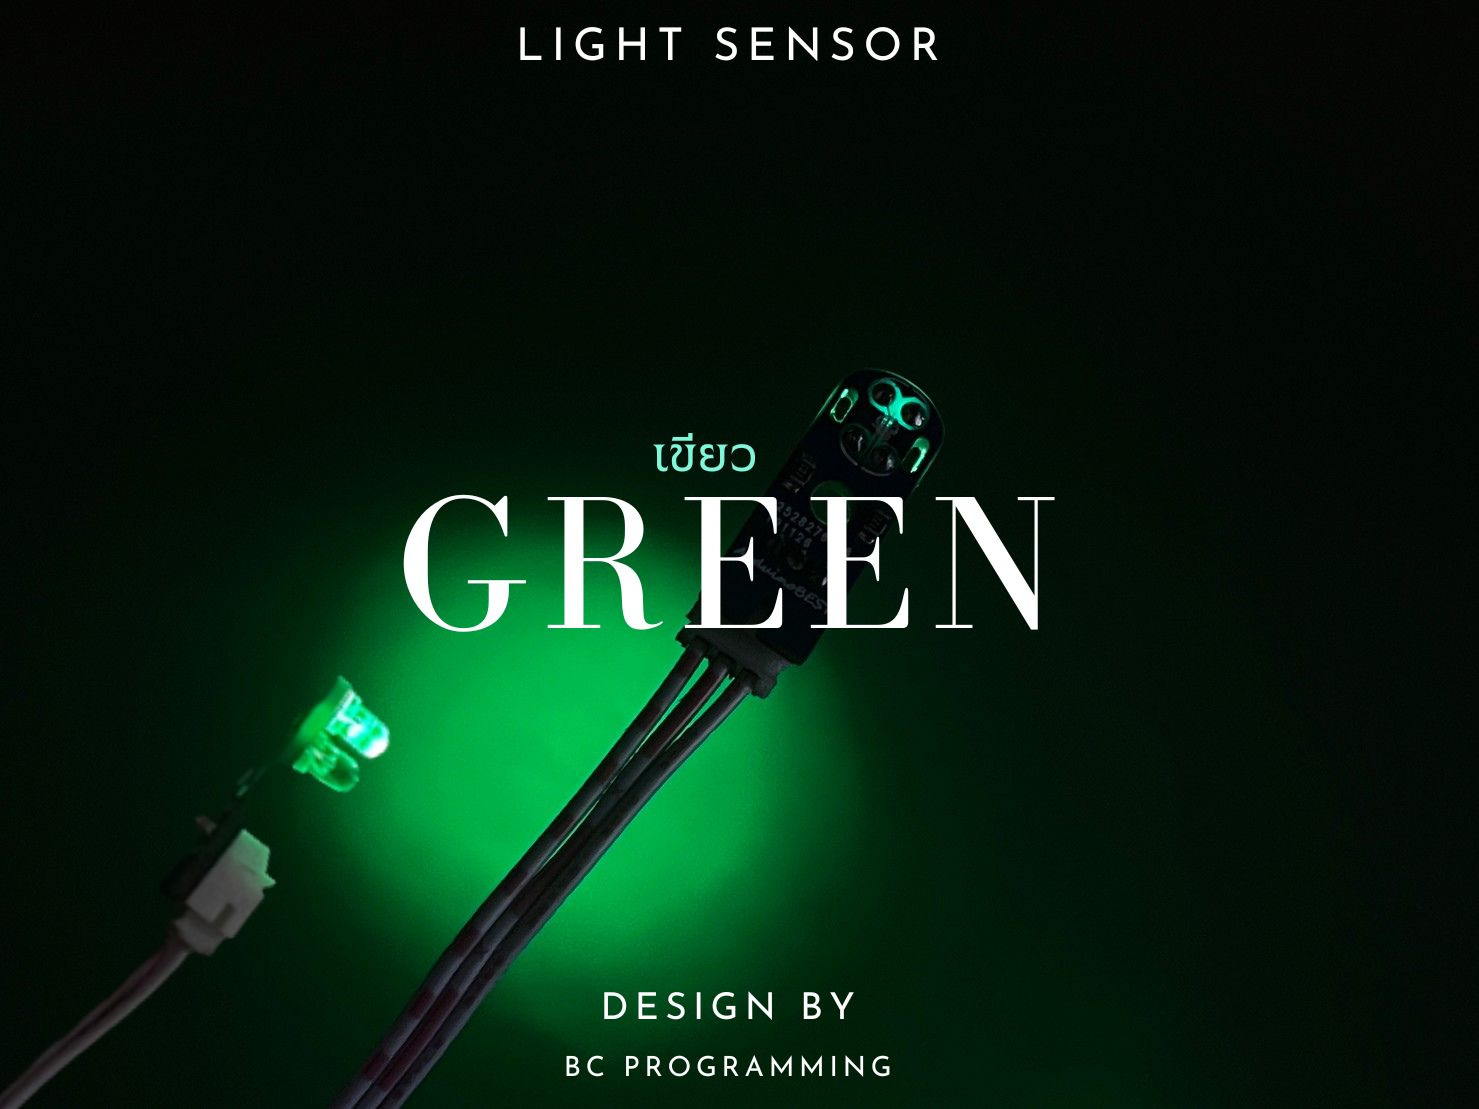 LIGHT SENSOR
เขียว
GREEN
DESIGN BY
BC PROGRAMMING